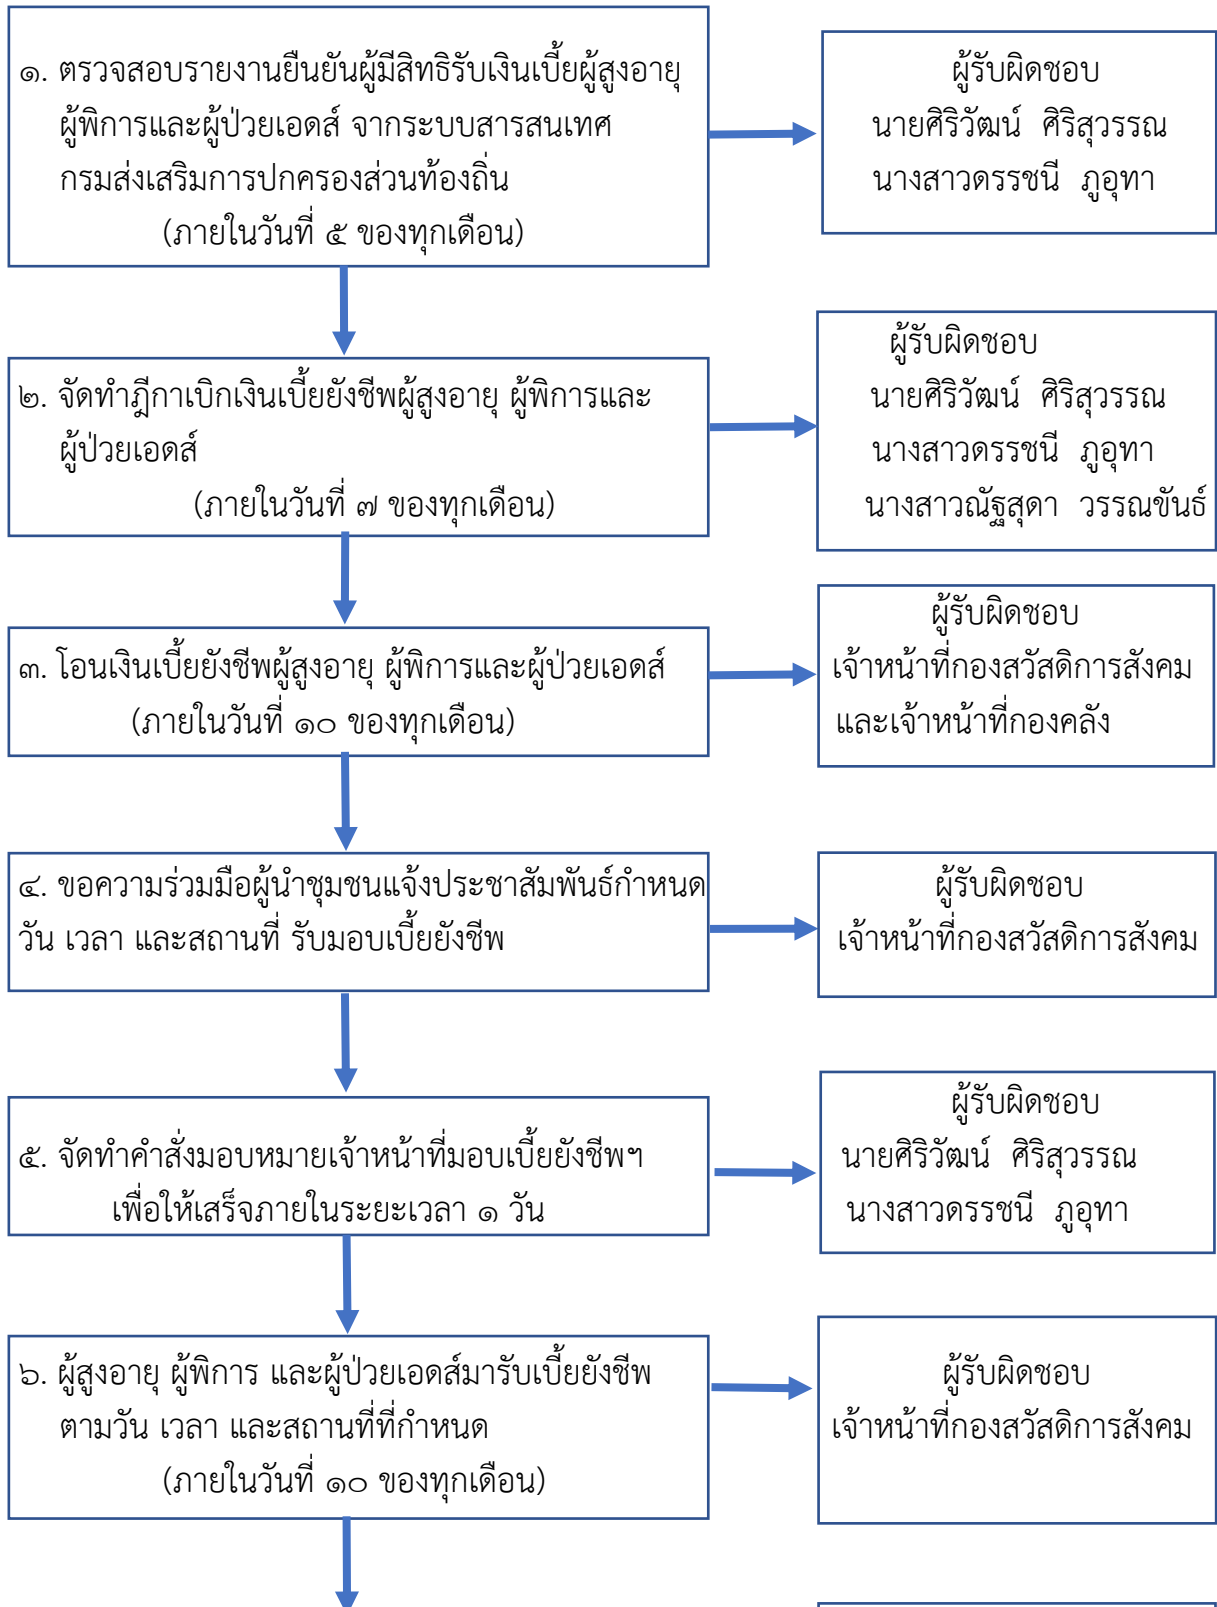 ๑. ตรวจสอบรายงานยืนยันผู้มีสิทธิรับเงินเบี้ยผู้สูงอายุ
ผู้พิการและผู้ป่วยเอดส์ จากระบบสารสนเทศ
กรมส่งเสริมการปกครองส่วนท้องถิ่น
(ภายในวันที่ ๕ ของทุกเดือน)
ผู้รับผิดชอบ
นายศิริวัฒน์ ศิริสุวรรณ
นางสาวดรรชนี ภูอุทา
๒. จัดทำฎีกาเบิกเงินเบี้ยยังชีพผู้สูงอายุ ผู้พิการและ
ผู้ป่วยเอดส์
(ภายในวันที่ ๗ ของทุกเดือน)
ผู้รับผิดชอบ
นายศิริวัฒน์ ศิริสุวรรณ
นางสาวดรรชนี ภูอุทา
นางสาวณัฐสุดา วรรณขันธ์
๓. โอนเงินเบี้ยยังชีพผู้สูงอายุ ผู้พิการและผู้ป่วยเอดส์
(ภายในวันที่ ๑๐ ของทุกเดือน)
ผู้รับผิดชอบ
เจ้าหน้าที่กองสวัสดิการสังคม
และเจ้าหน้าที่กองคลัง
๔. ขอความร่วมมือผู้นำชุมชนแจ้งประชาสัมพันธ์กำหนด
วัน เวลา และสถานที่ รับมอบเบี้ยยังชีพ
ผู้รับผิดชอบ
เจ้าหน้าที่กองสวัสดิการสังคม
๕. จัดทำคำสั่งมอบหมายเจ้าหน้าที่มอบเบี้ยยังชีพฯ
เพื่อให้เสร็จภายในระยะเวลา ๑ วัน
ผู้รับผิดชอบ
นายศิริวัฒน์ ศิริสุวรรณ
นางสาวดรรชนี ภูอุทา
๖. ผู้สูงอายุ ผู้พิการ และผู้ป่วยเอดส์มารับเบี้ยยังชีพ
ตามวัน เวลา และสถานที่ที่กำหนด
(ภายในวันที่ ๑๐ ของทุกเดือน)
ผู้รับผิดชอบ
เจ้าหน้าที่กองสวัสดิการสังคม